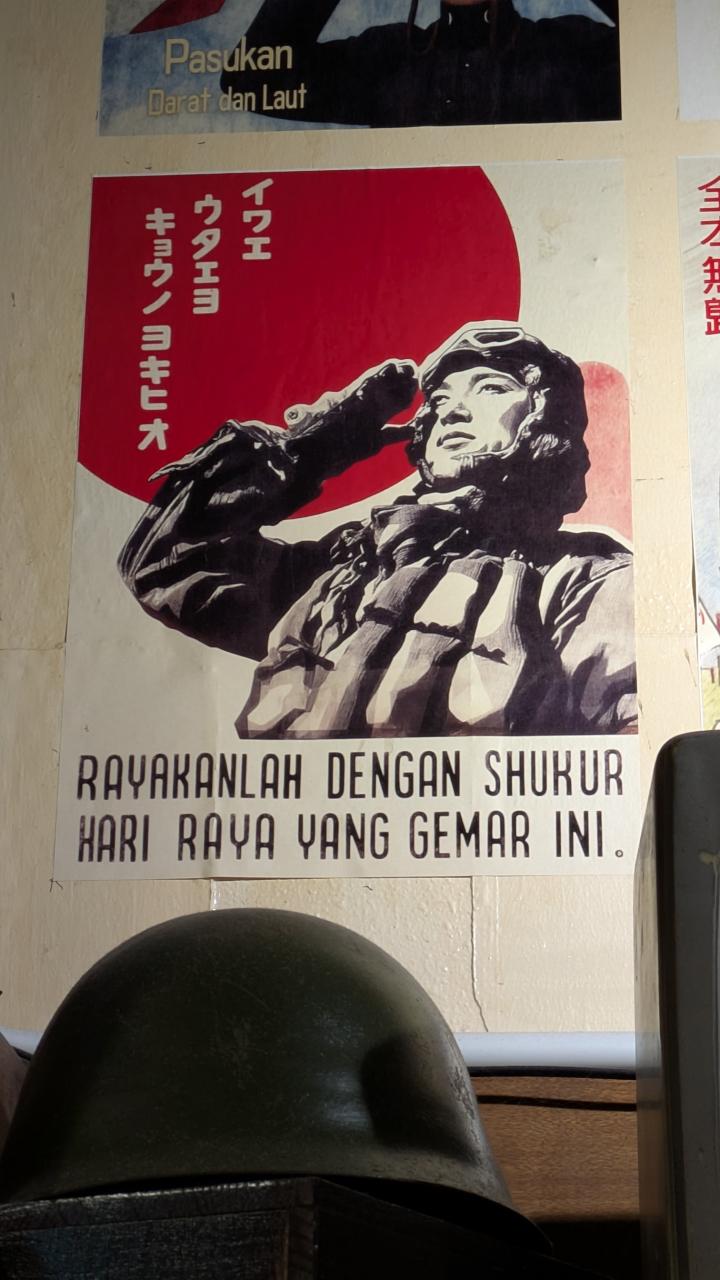 Pasukan
Darat dan Laut
イワエ
ウタエヨ
キョウノ ヨキヒオ
RAYAKANLAH DENGAN SHUKUR
HARI RAYA YANG GEMAR INI。